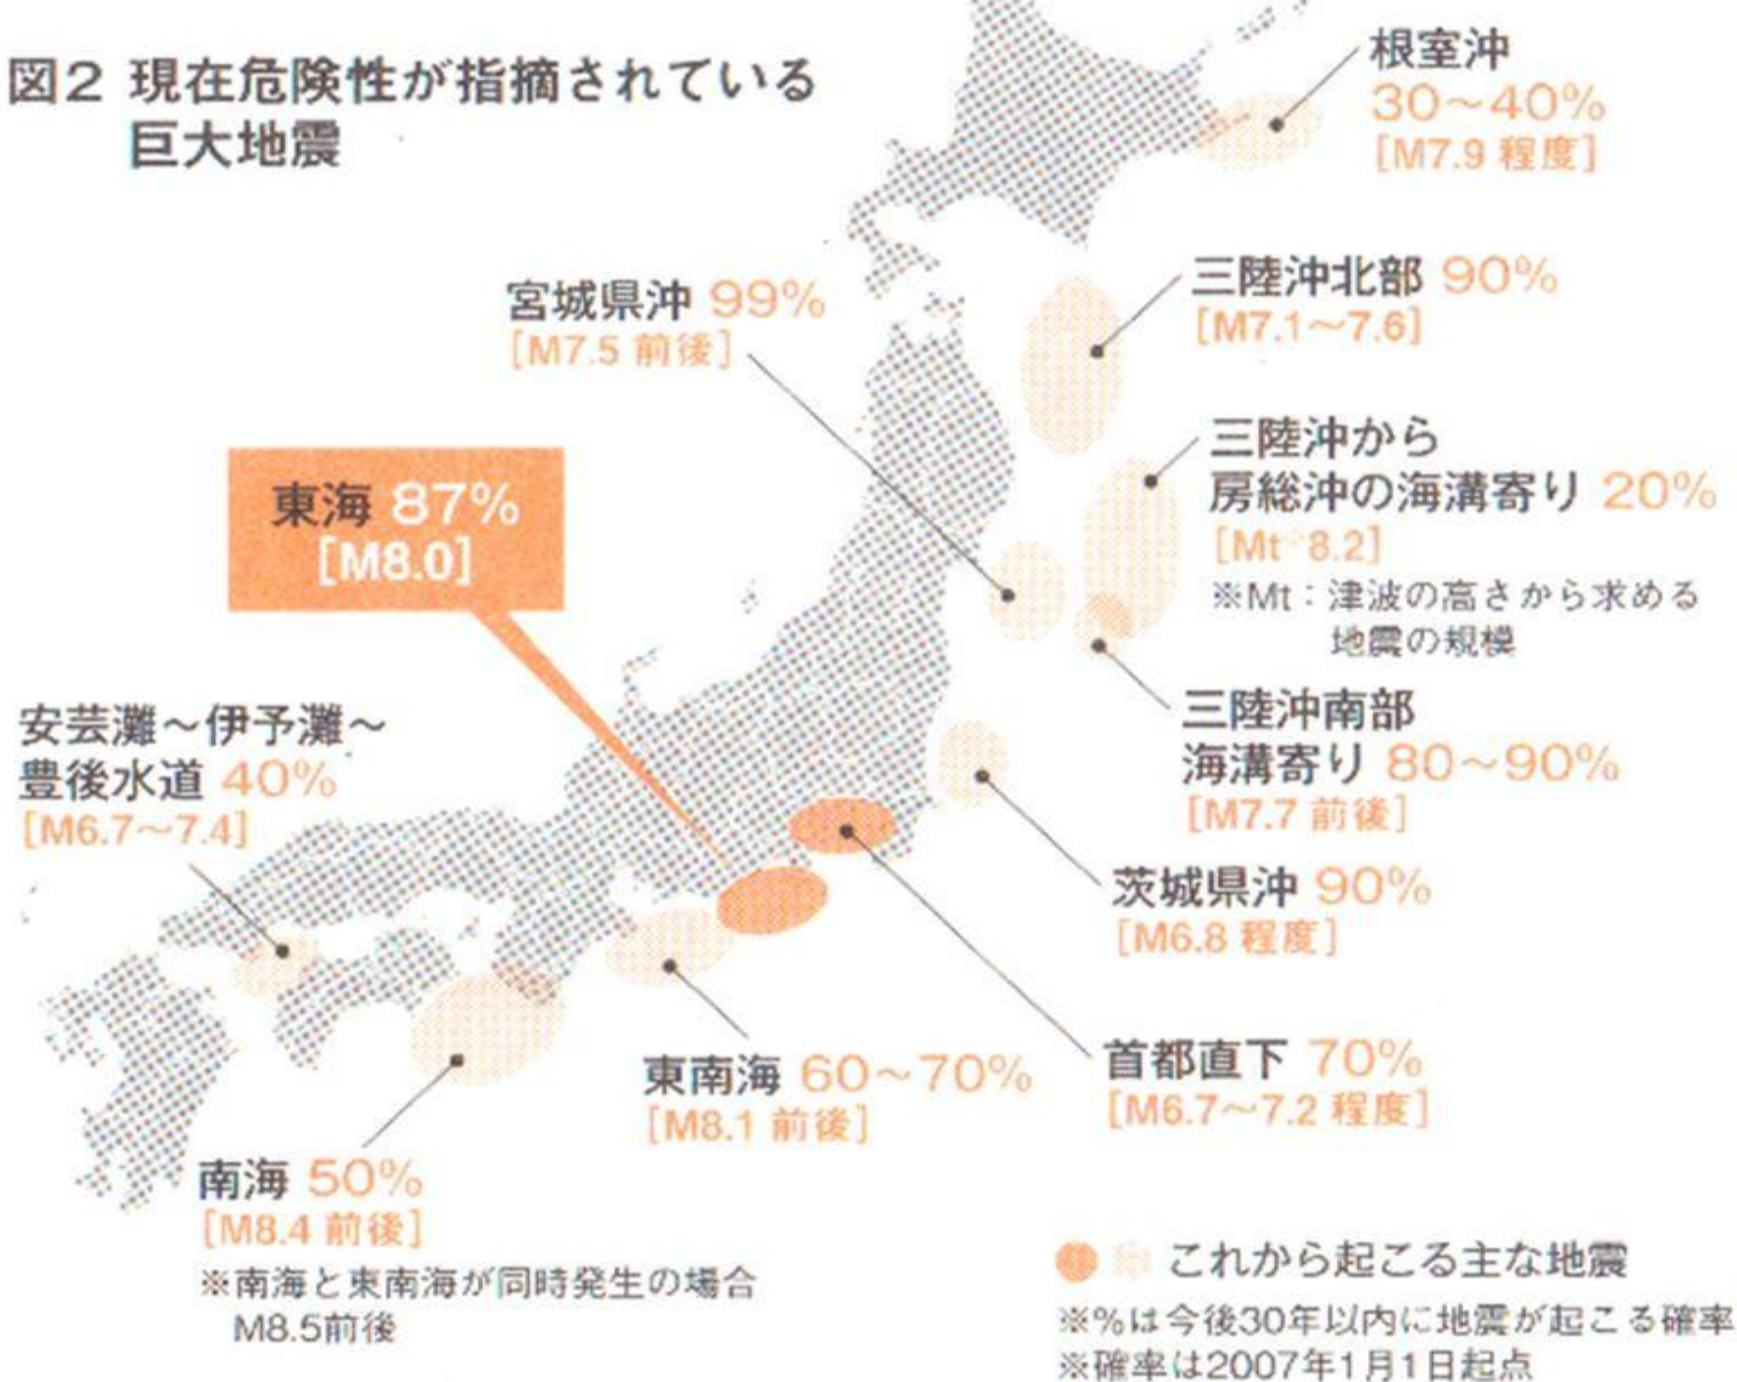 図2 現在危険性が指摘されている
巨大地震
根室沖
30～40%
[M7.9 程度]
三陸沖北部 90%
[M7.1～7.6]
宮城県沖 99%
[M7.5 前後]
三陸沖から
房総沖の海溝寄り 20%
[Mt 8.2]
※Mt：津波の高さから求める
地震の規模
東海 87%
[M8.0]
三陸沖南部
海溝寄り 80～90%
[M7.7 前後]
安芸灘～伊予灘～
豊後水道 40%
[M6.7～7.4]
茨城県沖 90%
[M6.8 程度]
首都直下 70%
[M6.7～7.2 程度]
東南海 60～70%
[M8.1 前後]
南海 50%
[M8.4 前後]
※南海と東南海が同時発生の場合
M8.5前後
これから起こる主な地震
※%は今後30年以内に地震が起こる確率
※確率は2007年1月1日起点